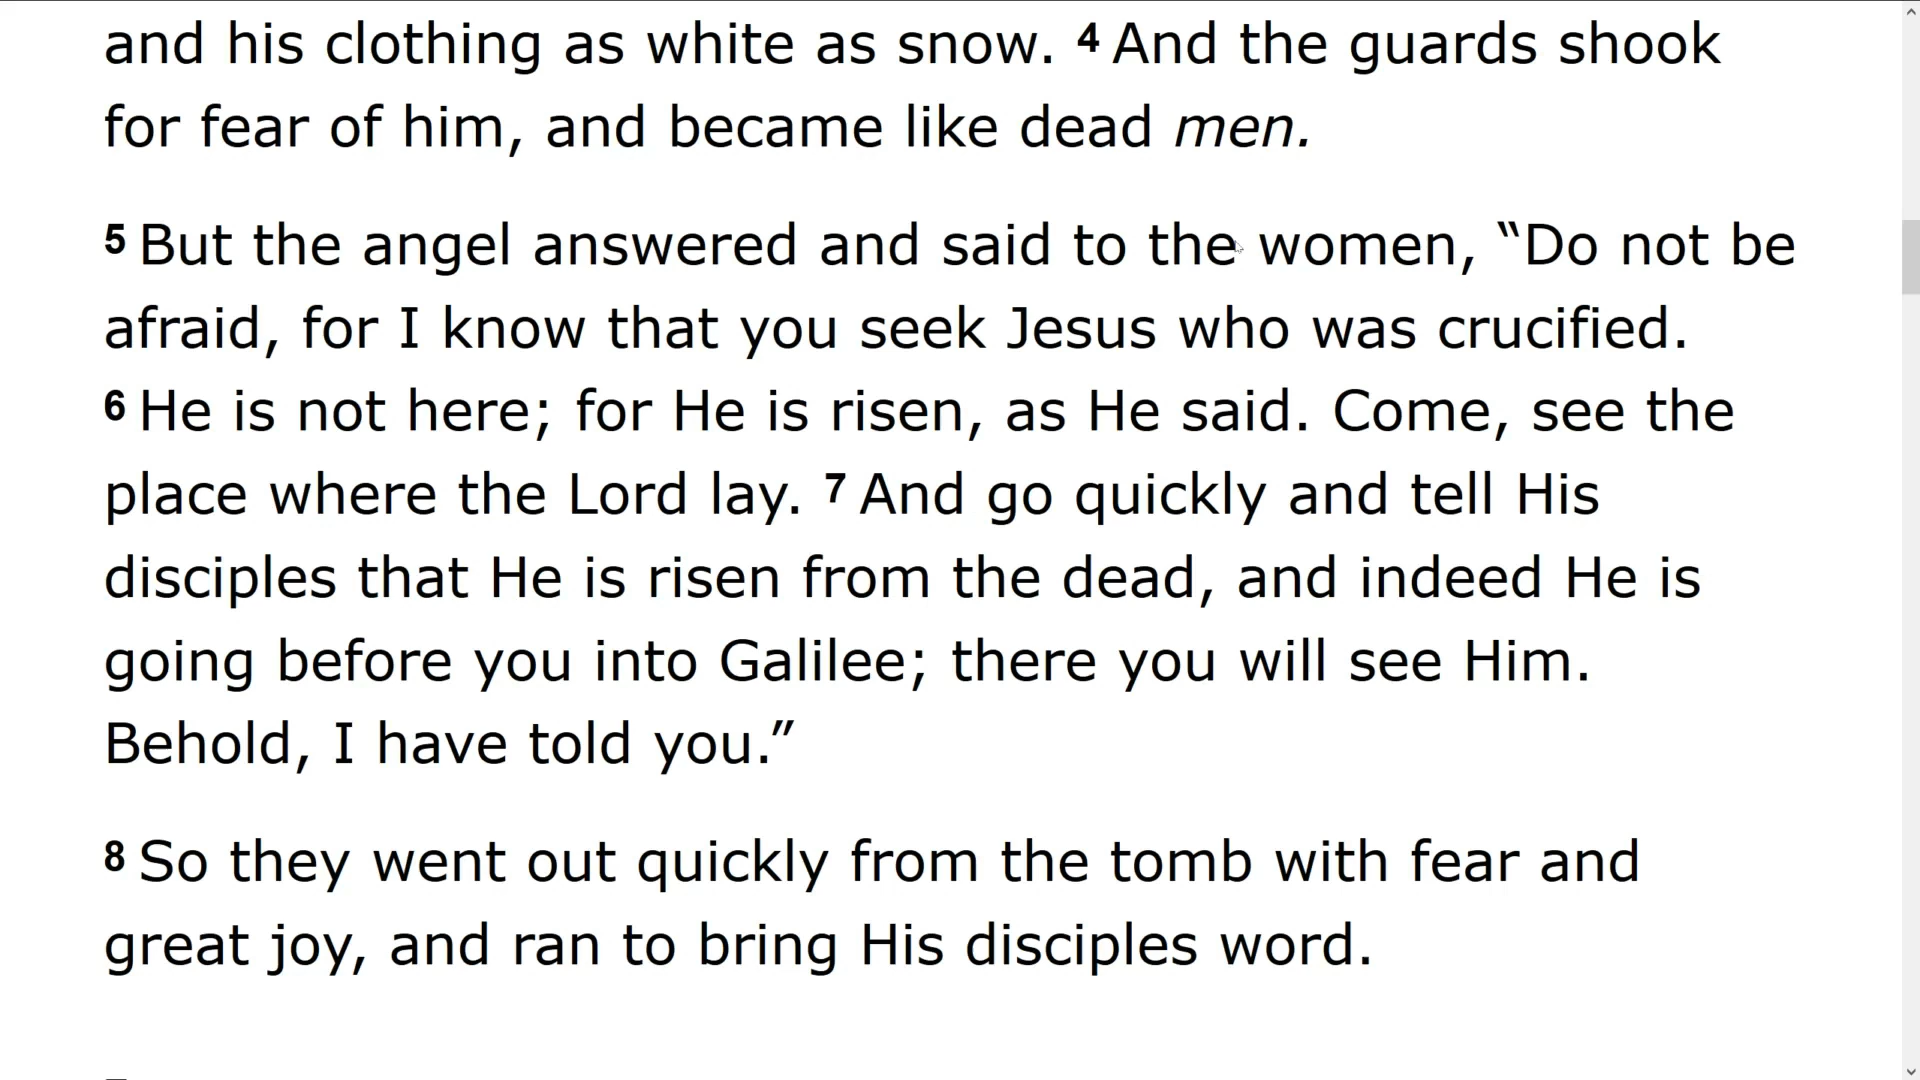 and his clothing as white as snow. 4 And the guards shook
for fear of him, and became like dead men.
5 But the angel answered and said to the women, “Do not be
afraid, for I know that you seek Jesus who was crucified.
6 He is not here; for He is risen, as He said. Come, see the
place where the Lord lay. 7 And go quickly and tell His
disciples that He is risen from the dead, and indeed He is
going before you into Galilee; there you will see Him.
Behold, I have told you.”
8 So they went out quickly from the tomb with fear and
great joy, and ran to bring His disciples word.